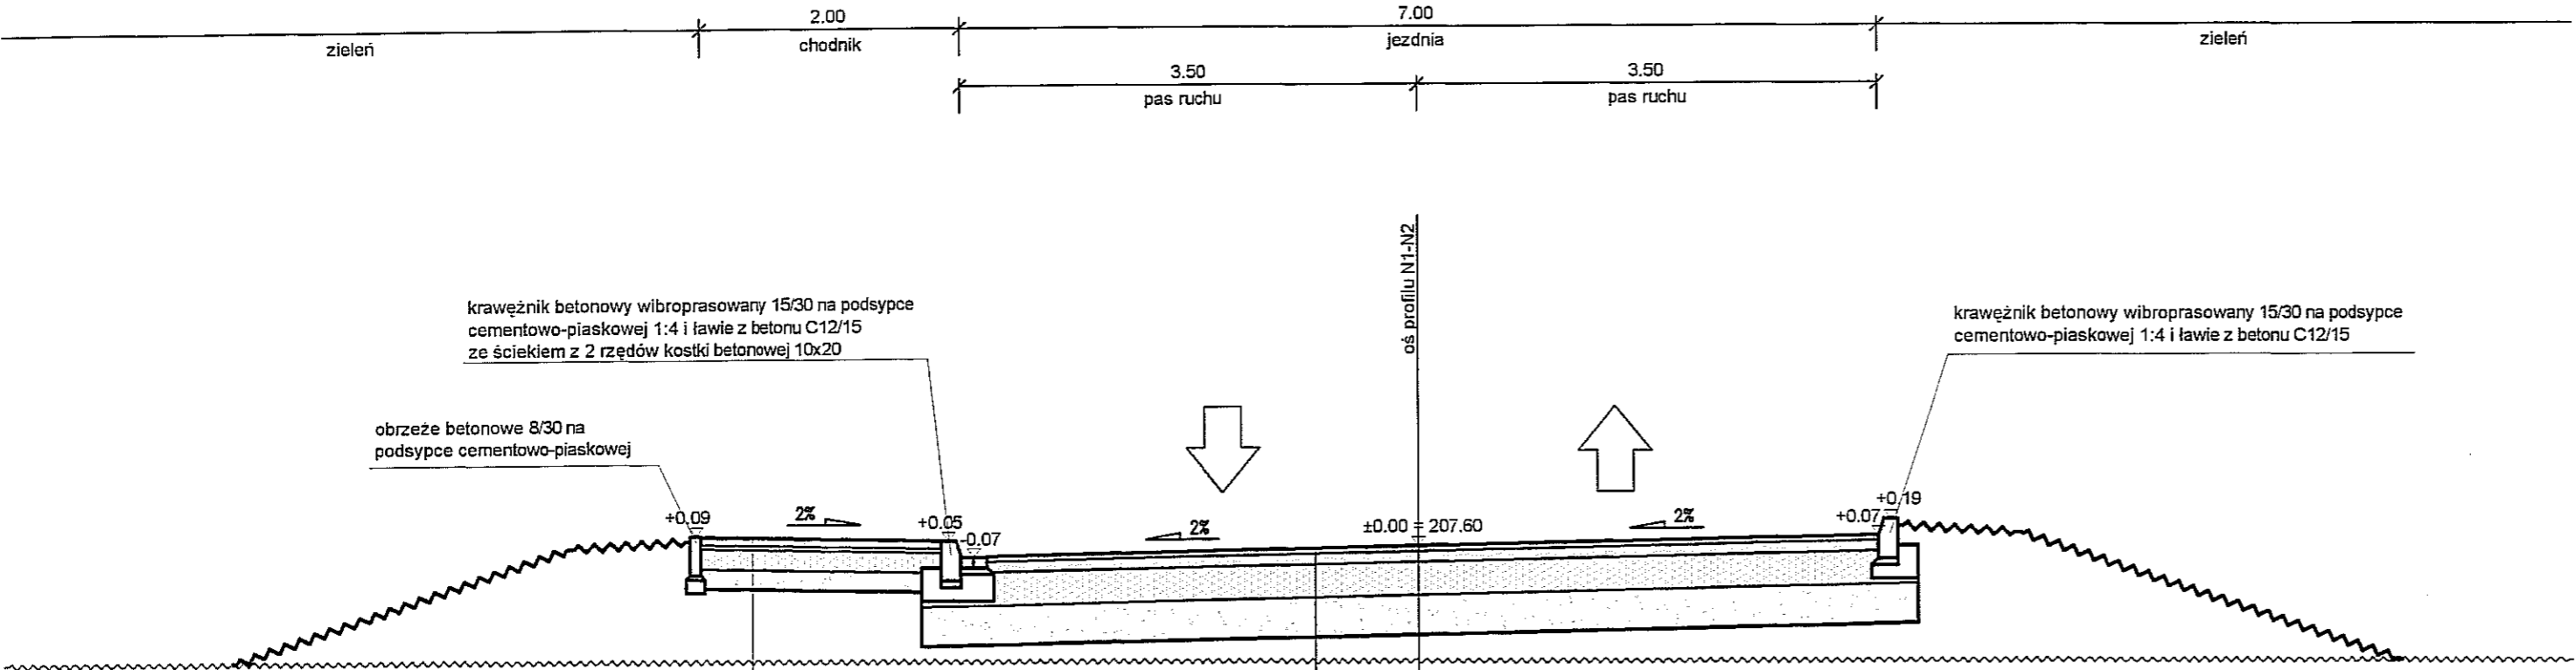 2.00
7.00
zieleń
chodnik
jezdnia
zieleń
3.50
3.50
pas ruchu
pas ruchu
oś profilu N1-N2
krawężnik betonowy wibroprasowany 15/30 na podsypce
cementowo-piaskowej 1:4 i ławie z betonu C12/15
ze ściekiem z 2 rzędów kostki betonowej 10x20
krawężnik betonowy wibroprasowany 15/30 na podsypce
cementowo-piaskowej 1:4 i ławie z betonu C12/15
obrzeże betonowe 8/30 na
podsypce cementowo-piaskowej
+0.09
2%
+0.05
-0.07
2%
±0.00 = 207.60
2%
+0.07
+0.19